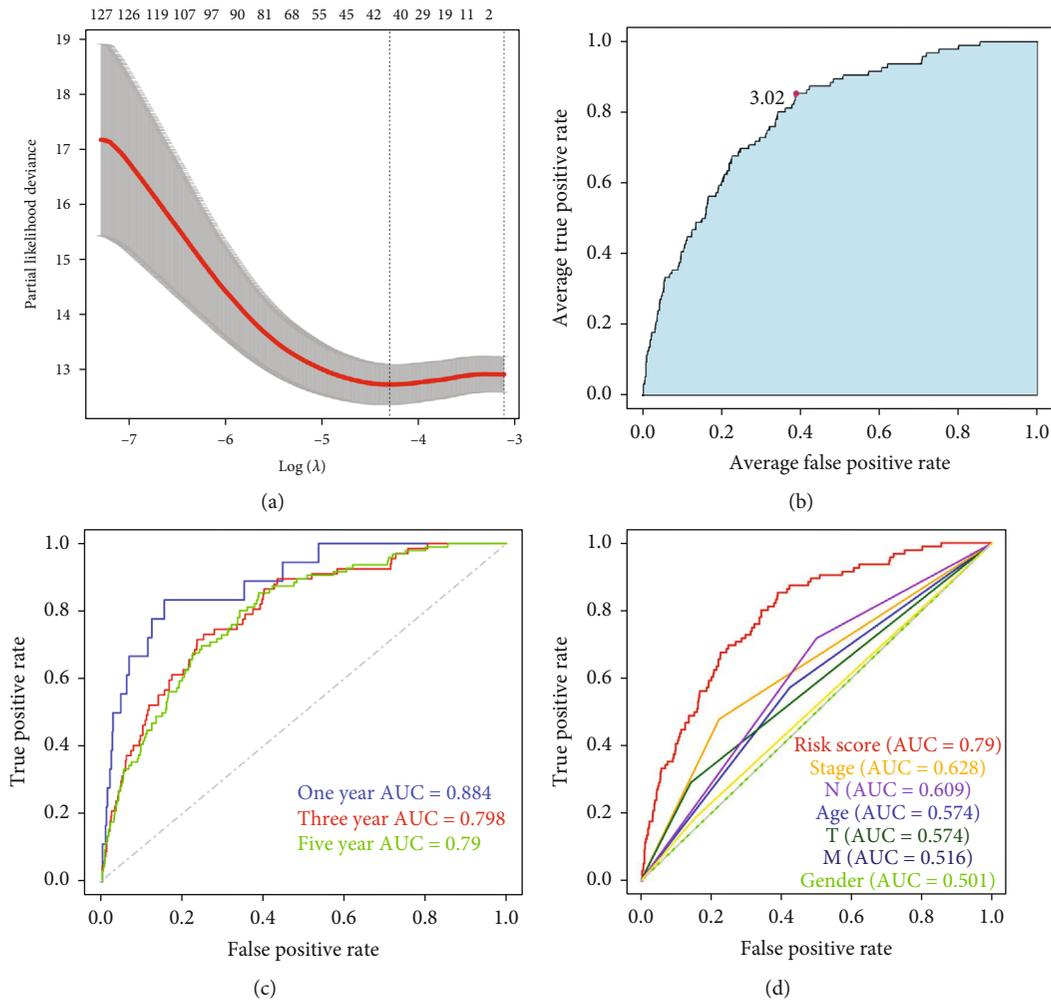 127 126 119 107 97 90 81 68 55 45 42 40 29 19 11 2
19
18
17
16
15
14
13
Partial likelihood deviance
–7 –6 –5 –4 –3
Log (λ)
(a)
1.0
0.8
0.6
0.4
0.2
0.0
Average true positive rate
3.02
0.0 0.2 0.4 0.6 0.8 1.0
Average false positive rate
(b)
1.0
0.8
0.6
0.4
0.2
0.0
True positive rate
One year AUC = 0.884
Three year AUC = 0.798
Five year AUC = 0.79
0.0 0.2 0.4 0.6 0.8 1.0
False positive rate
(c)
1.0
0.8
0.6
0.4
0.2
0.0
True positive rate
Risk score (AUC = 0.79)
Stage (AUC = 0.628)
N (AUC = 0.609)
Age (AUC = 0.574)
T (AUC = 0.574)
M (AUC = 0.516)
Gender (AUC = 0.501)
0.0 0.2 0.4 0.6 0.8 1.0
False positive rate
(d)